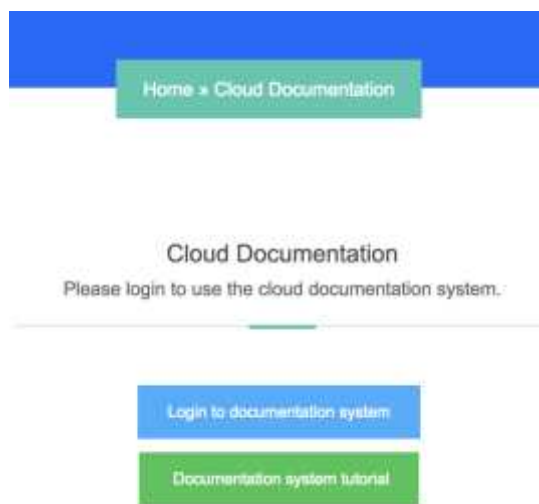 Home » Cloud Documentation
Cloud Documentation
Please login to use the cloud documentation system.
Login to documentation system
Documentation system tutorial